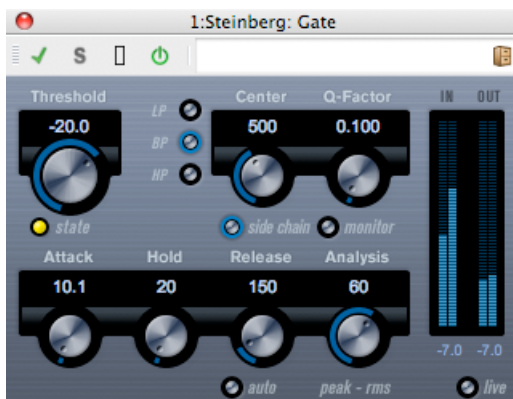 1:Steinberg: Gate
S
Threshold Center Q-Factor IN OUT
-20.0 LP 500 0.100
BP
HP
state side chain monitor
Attack Hold Release Analysis
10.1 20 150 60
-7.0 -7.0
auto peak - rms live